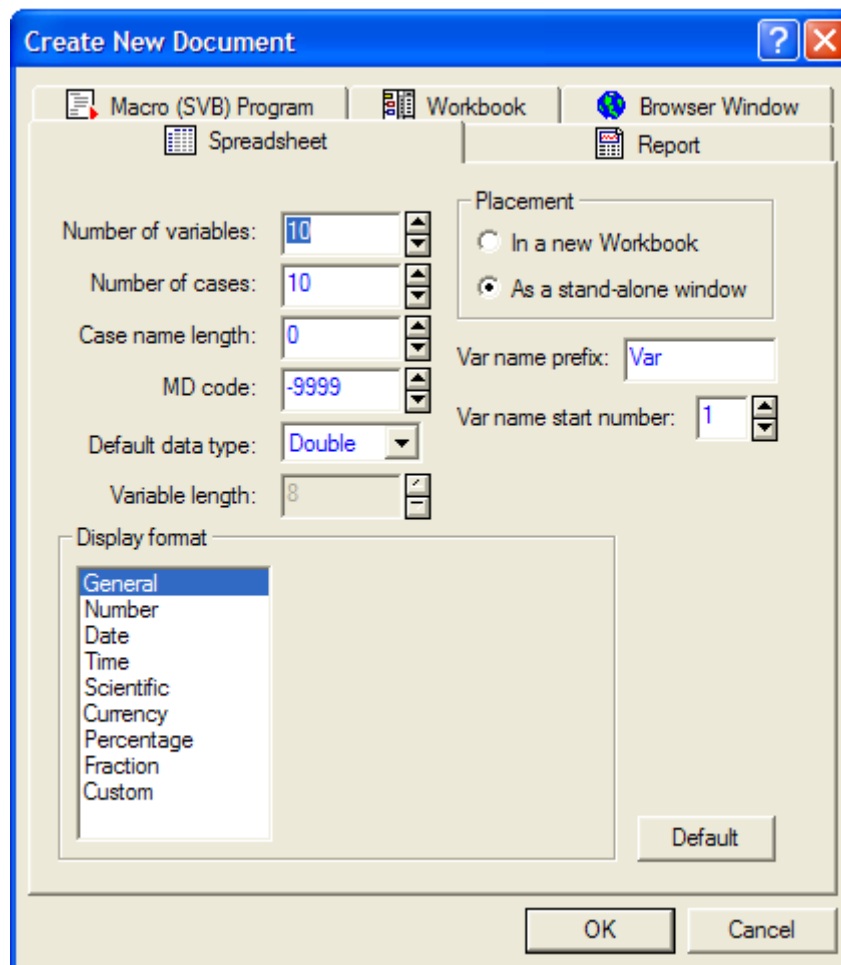 Create New Document
Macro (SVB) Program
Workbook
Browser Window
Spreadsheet
Report
Number of variables: 10
Number of cases: 10
Case name length: 0
MD code: -9999
Default data type: Double
Variable length: 8
Placement
In a new Workbook
As a stand-alone window
Var name prefix: Var
Var name start number: 1
Display format
General
Number
Date
Time
Scientific
Currency
Percentage
Fraction
Custom
Default
OK
Cancel